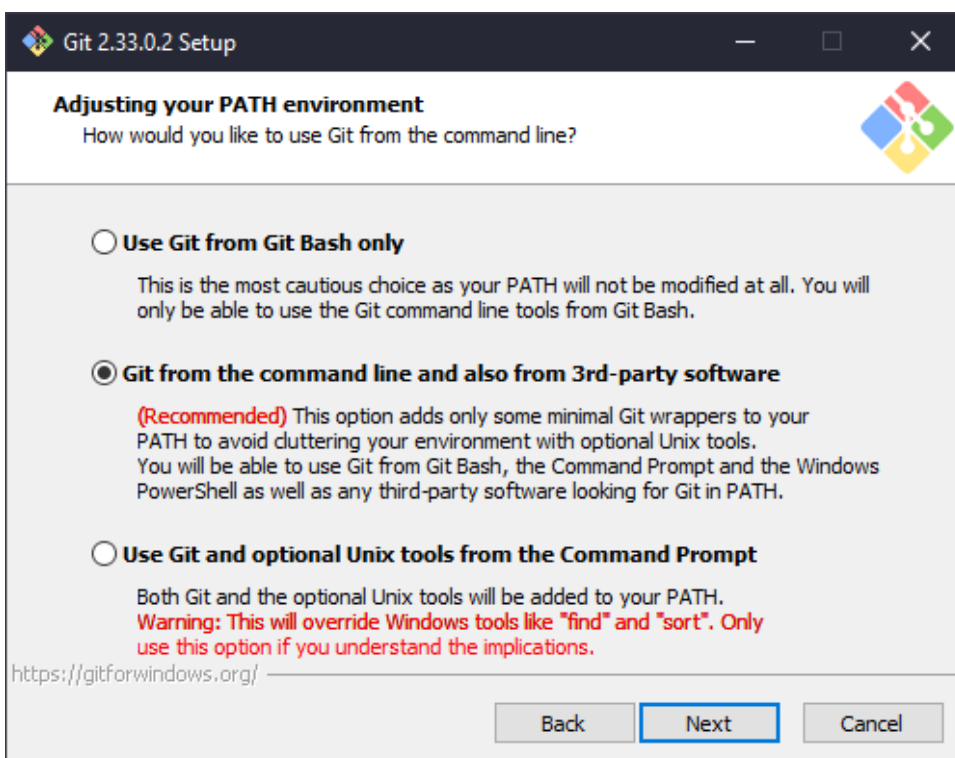 Git 2.33.0.2 Setup
Adjusting your PATH environment
How would you like to use Git from the command line?
Use Git from Git Bash only
This is the most cautious choice as your PATH will not be modified at all. You will
only be able to use the Git command line tools from Git Bash.
Git from the command line and also from 3rd-party software
(Recommended) This option adds only some minimal Git wrappers to your
PATH to avoid cluttering your environment with optional Unix tools.
You will be able to use Git from Git Bash, the Command Prompt and the Windows
PowerShell as well as any third-party software looking for Git in PATH.
Use Git and optional Unix tools from the Command Prompt
Both Git and the optional Unix tools will be added to your PATH.
Warning: This will override Windows tools like "find" and "sort". Only
use this option if you understand the implications.
https://gitforwindows.org/
Back Next Cancel